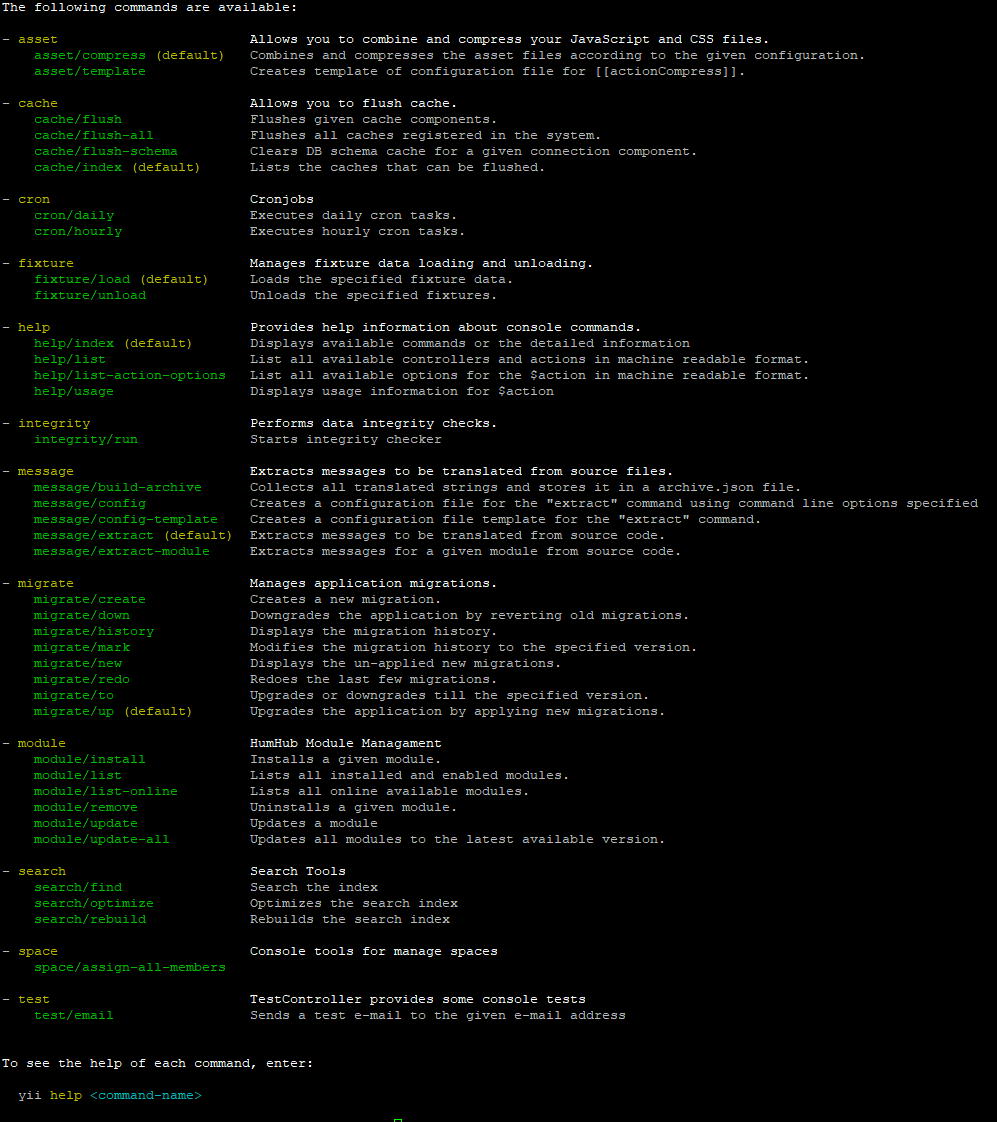 The following commands are available:

- asset                        Allows you to combine and compress your JavaScript and CSS files.
    asset/compress (default)   Combines and compresses the asset files according to the given configuration.
    asset/template             Creates template of configuration file for [[actionCompress]].

- cache                        Allows you to flush cache.
    cache/flush                Flushes given cache components.
    cache/flush-all            Flushes all caches registered in the system.
    cache/flush-schema         Clears DB schema cache for a given connection component.
    cache/index (default)      Lists the caches that can be flushed.

- cron                         Cronjobs
    cron/daily                 Executes daily cron tasks.
    cron/hourly                Executes hourly cron tasks.

- fixture                      Manages fixture data loading and unloading.
    fixture/load (default)     Loads the specified fixture data.
    fixture/unload             Unloads the specified fixtures.

- help                         Provides help information about console commands.
    help/index (default)       Displays available commands or the detailed information
    help/list                  List all available controllers and actions in machine readable format.
    help/list-action-options   List all available options for the $action in machine readable format.
    help/usage                 Displays usage information for $action

- integrity                    Performs data integrity checks.
    integrity/run              Starts integrity checker

- message                      Extracts messages to be translated from source files.
    message/build-archive      Collects all translated strings and stores it in a archive.json file.
    message/config             Creates a configuration file for the "extract" command using command line options specified
    message/config-template    Creates a configuration file template for the "extract" command.
    message/extract (default)  Extracts messages to be translated from source code.
    message/extract-module     Extracts messages for a given module from source code.

- migrate                      Manages application migrations.
    migrate/create             Creates a new migration.
    migrate/down               Downgrades the application by reverting old migrations.
    migrate/history            Displays the migration history.
    migrate/mark               Modifies the migration history to the specified version.
    migrate/new                Displays the un-applied new migrations.
    migrate/redo               Redoes the last few migrations.
    migrate/to                 Upgrades or downgrades till the specified version.
    migrate/up (default)       Upgrades the application by applying new migrations.

- module                       HumHub Module Managament
    module/install             Installs a given module.
    module/list                Lists all installed and enabled modules.
    module/list-online         Lists all online available modules.
    module/remove              Uninstalls a given module.
    module/update              Updates a module
    module/update-all          Updates all modules to the latest available version.

- search                       Search Tools
    search/find                Search the index
    search/optimize            Optimizes the search index
    search/rebuild             Rebuilds the search index

- space                        Console tools for manage spaces
    space/assign-all-members

- test                         TestController provides some console tests
    test/email                 Sends a test e-mail to the given e-mail address


To see the help of each command, enter:

  yii help <command-name>